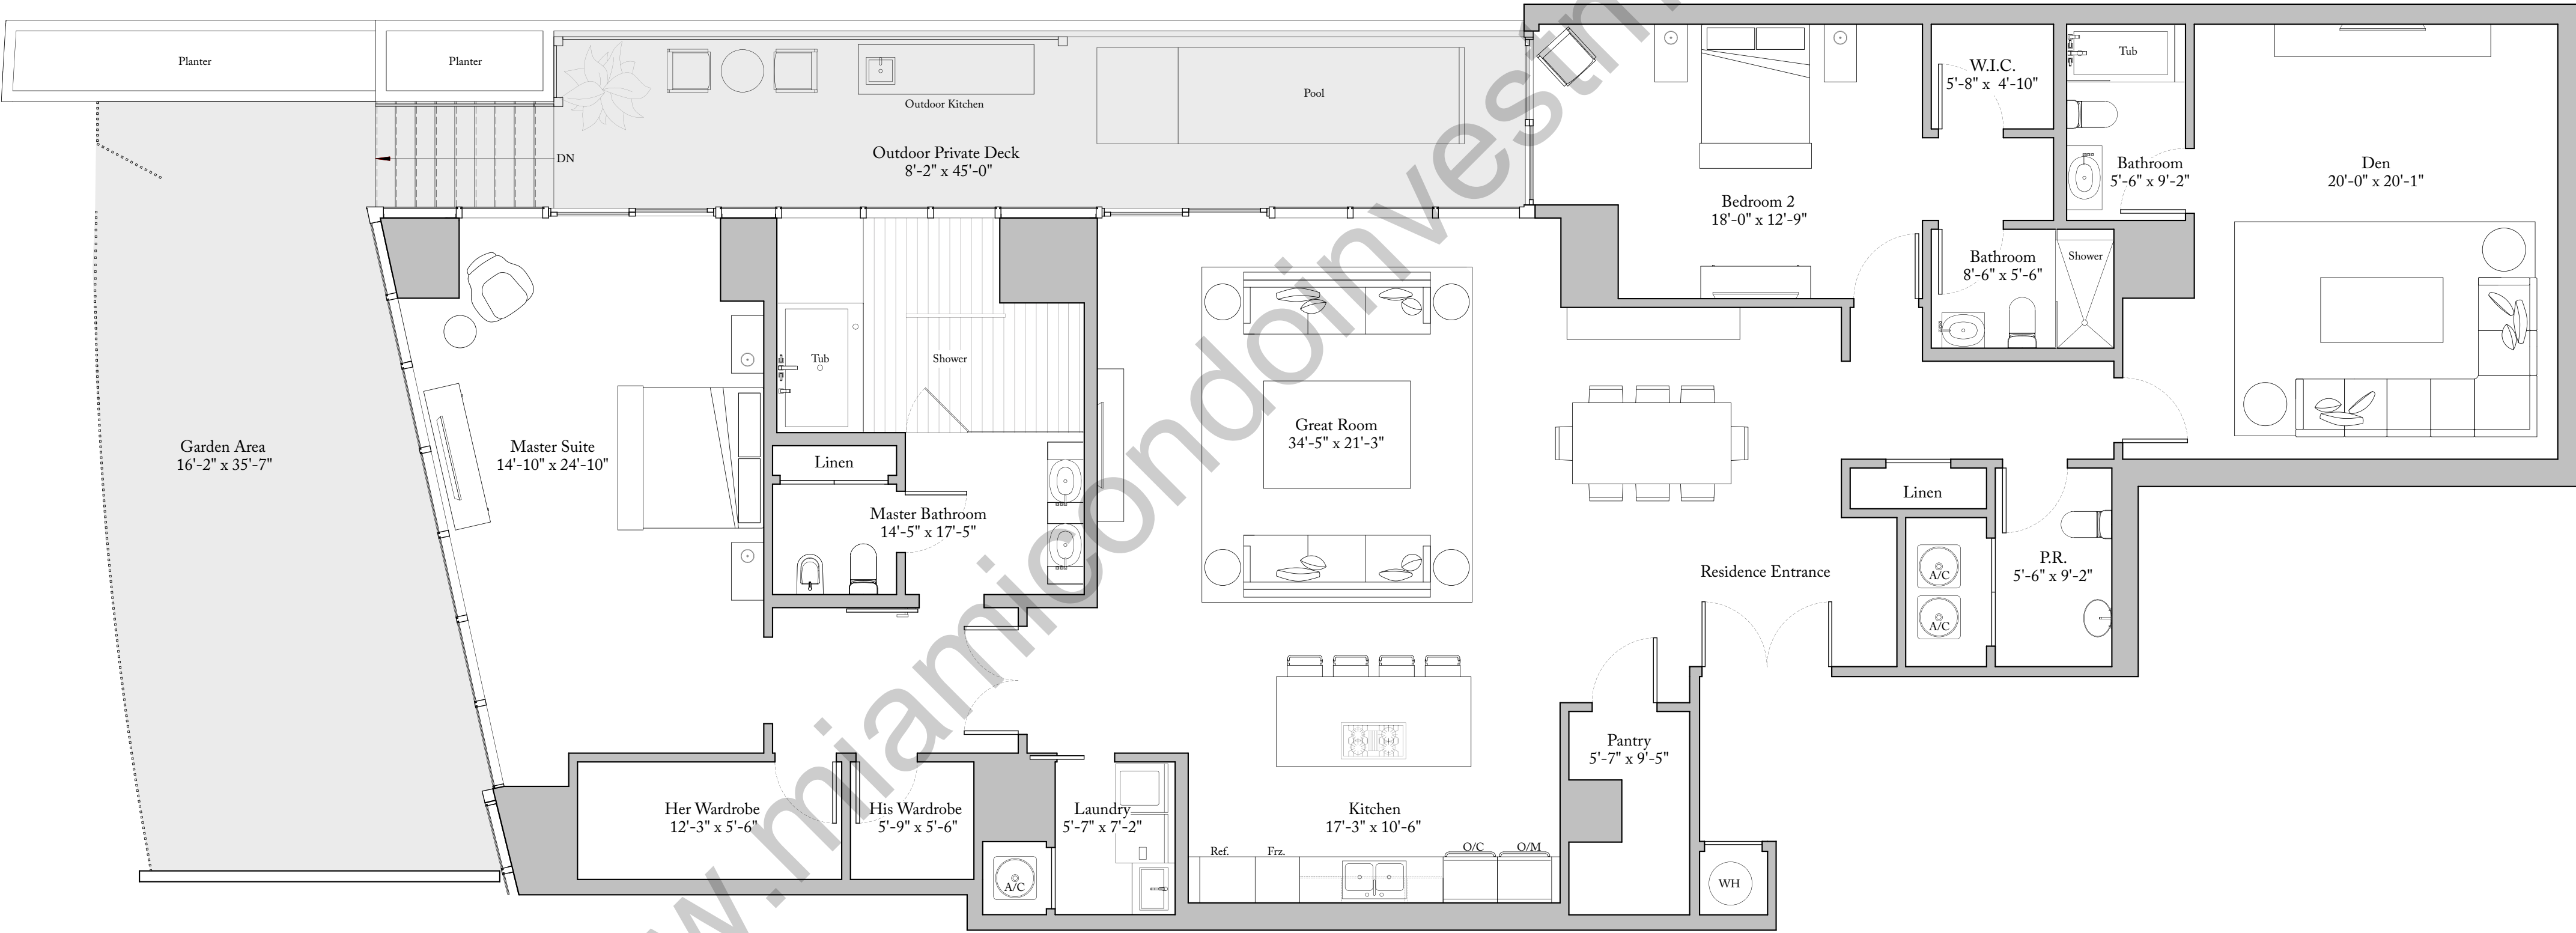 Planter
Planter
Outdoor Kitchen
Pool
DN
Outdoor Private Deck
8'-2" x 45'-0"
W.I.C.
5'-8" x 4'-10"
Tub
Bathroom
5'-6" x 9'-2"
Den
20'-0" x 20'-1"
Bedroom 2
18'-0" x 12'-9"
Bathroom
8'-6" x 5'-6"
Shower
Tub
Shower
Garden Area
16'-2" x 35'-7"
Master Suite
14'-10" x 24'-10"
Linen
Master Bathroom
14'-5" x 17'-5"
Great Room
34'-5" x 21'-3"
Linen
A/C
A/C
P.R.
5'-6" x 9'-2"
Residence Entrance
Pantry
5'-7" x 9'-5"
Her Wardrobe
12'-3" x 5'-6"
His Wardrobe
5'-9" x 5'-6"
Laundry
5'-7" x 7'-2"
Kitchen
17'-3" x 10'-6"
Ref.
Frz.
O/C
O/M
A/C
WH
w.miamicondoinvestm